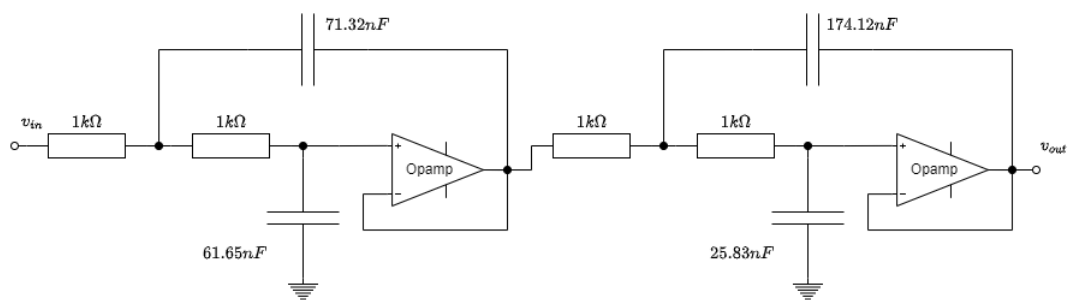 71.32nF
174.12nF
v_in
1kΩ
1kΩ
1kΩ
1kΩ
+
Opamp
−
+
Opamp
−
v_out
61.65nF
25.83nF